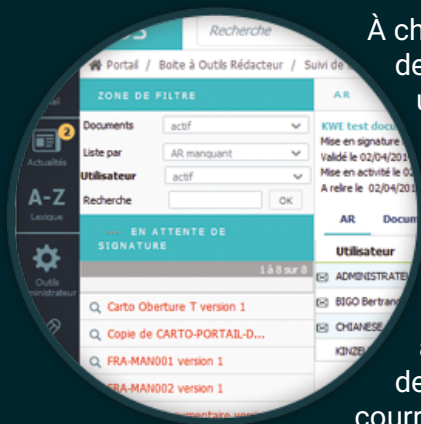 Recherche
Portail / Boite à Outils Rédacteur / Suivi de
ZONE DE FILTRE
Documents actif
Liste par AR manquant
Utilisateur actif
Recherche OK
... EN ATTENTE DE SIGNATURE
1 à 8 sur 8
Carto Oberture T version 1
Copie de CARTO-PORTAIL-D...
FRA-MAN001 version 1
FRA-MAN002 version 1
2
Actualités
A-Z
Lexique
Outils
AR
KWE test
Mise en signature
Validé le 02/04/201
Mise en activité le 02
A relire le 02/04/201
AR Docum
Utilisateur
ADMINISTRATE
BIGO Bertrand
CHIANESE
À ch
de
u
de
courr